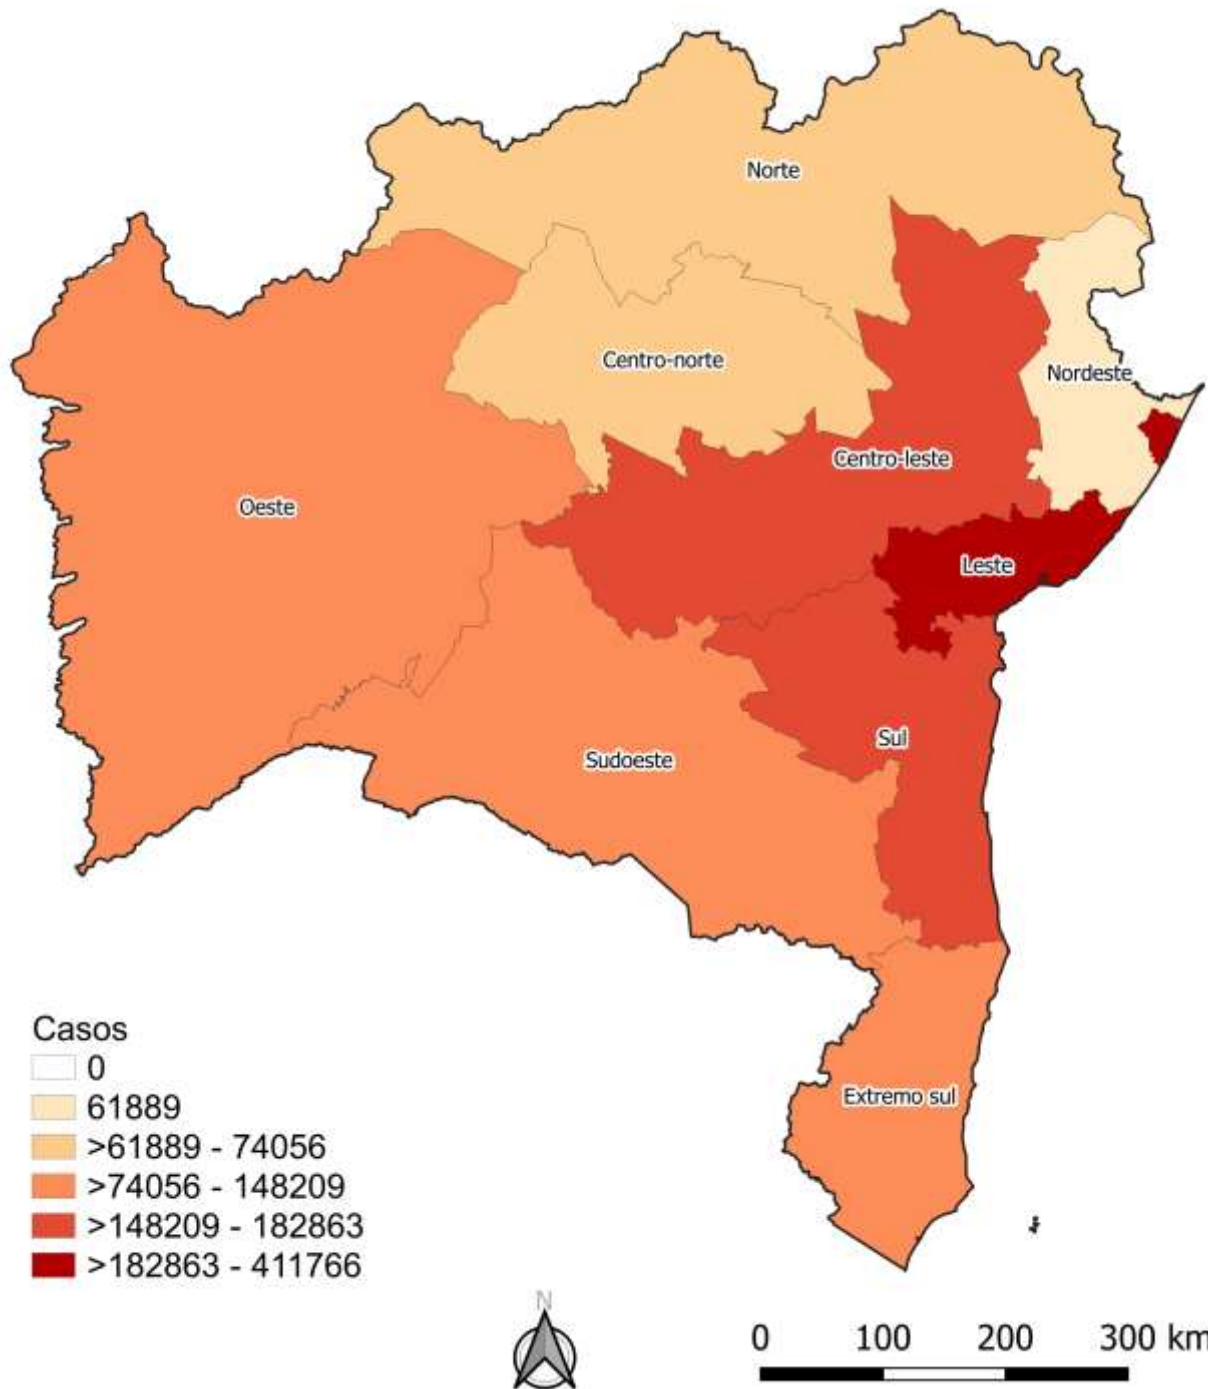 Norte
Centro-norte
Nordeste
Centro-leste
Oeste
Leste
Sul
Sudoeste
Extremo sul
Casos
0
61889
>61889 - 74056
>74056 - 148209
>148209 - 182863
>182863 - 411766
N
0 100 200 300 km